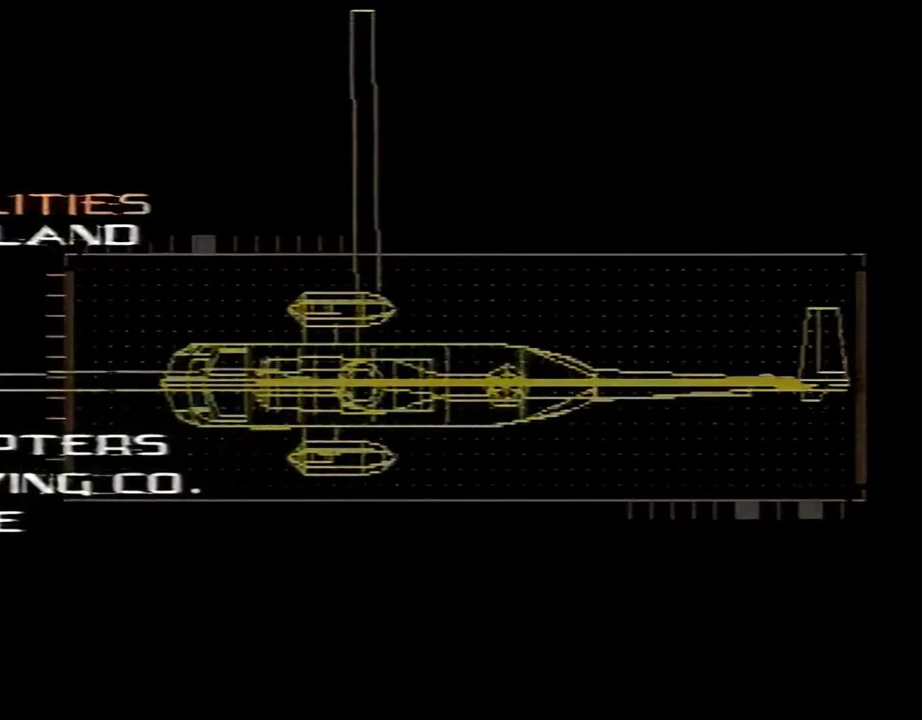 LITIES
LAND
PTERS
YING CO.
E